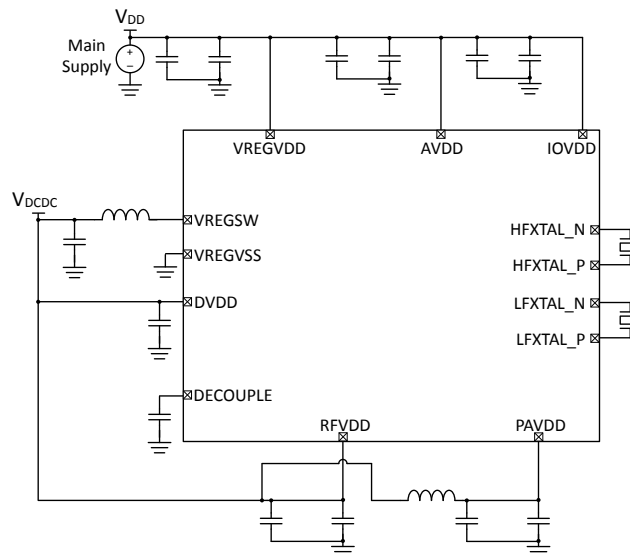 VDD
Main
Supply
+
−
VREGVDD
AVDD
IOVDD
VDCDC
VREGSW
VREGVSS
DVDD
DECOUPLE
HFXTAL_N
HFXTAL_P
LFXTAL_N
LFXTAL_P
RFVDD
PAVDD